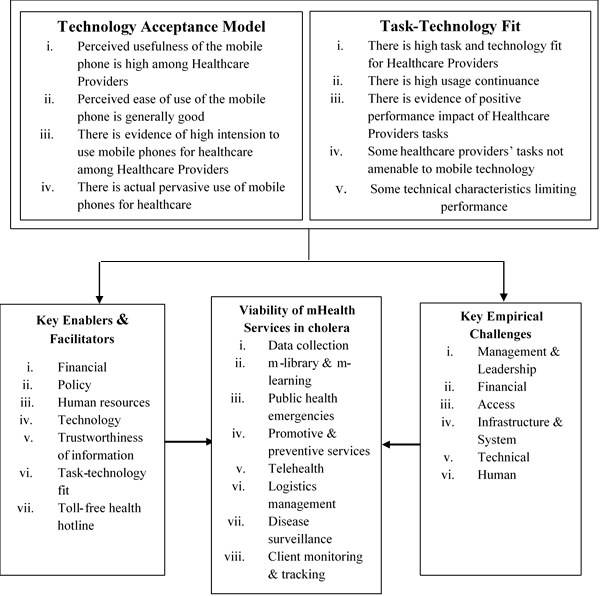 Technology Acceptance Model
i. Perceived usefulness of the mobile
phone is high among Healthcare
Providers
ii. Perceived ease of use of the mobile
phone is generally good
iii. There is evidence of high intension to
use mobile phones for healthcare
among Healthcare Providers
iv. There is actual pervasive use of mobile
phones for healthcare
Task-Technology Fit
i. There is high task and technology fit
for Healthcare Providers
ii. There is high usage continuance
iii. There is evidence of positive
performance impact of Healthcare
Providers tasks
iv. Some healthcare providers' tasks not
amenable to mobile technology
v. Some technical characteristics limiting
performance
Key Enablers &
Facilitators
i. Financial
ii. Policy
iii. Human resources
iv. Technology
v. Trustworthiness
of information
vi. Task-technology
fit
vii. Toll-free health
hotline
Viability of mHealth
Services in cholera
i. Data collection
ii. m-library & m-
learning
iii. Public health
emergencies
iv. Promotive &
preventive services
v. Telehealth
vi. Logistics
management
vii. Disease
surveillance
viii. Client monitoring
& tracking
Key Empirical
Challenges
i. Management &
Leadership
ii. Financial
iii. Access
iv. Infrastructure &
System
v. Technical
vi. Human